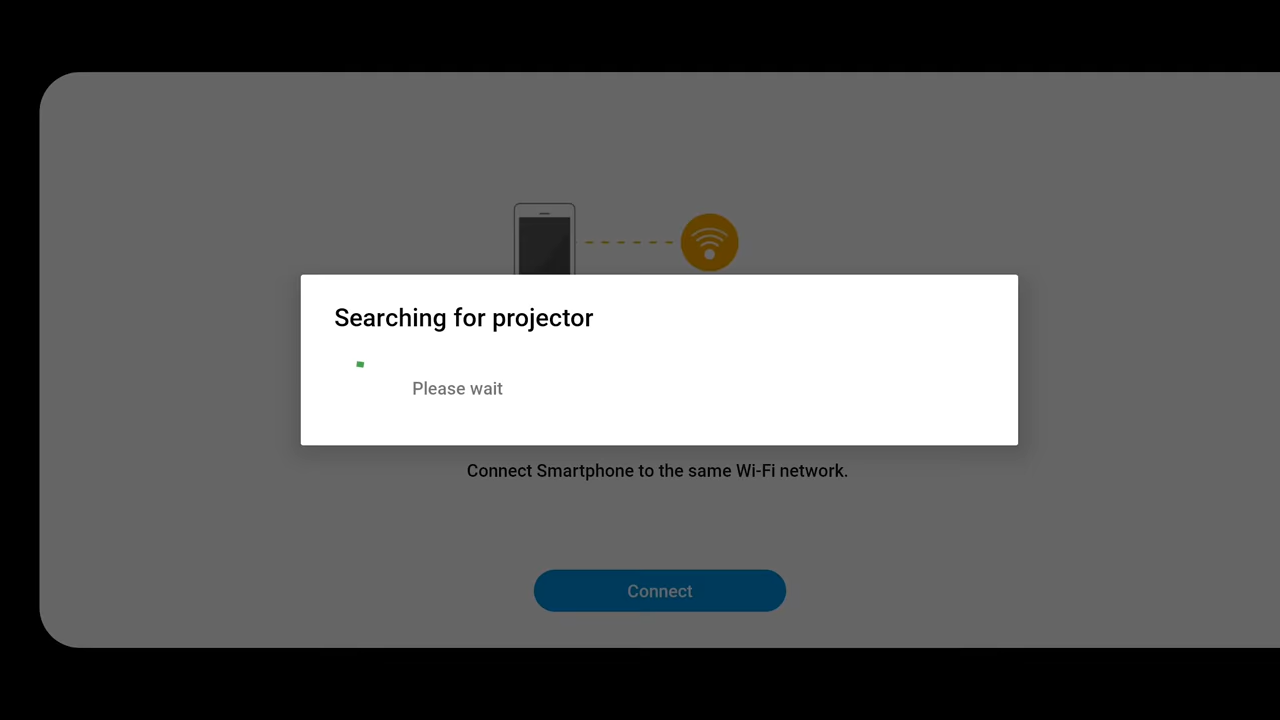 Searching for projector
Please wait
Connect Smartphone to the same Wi-Fi network.
Connect